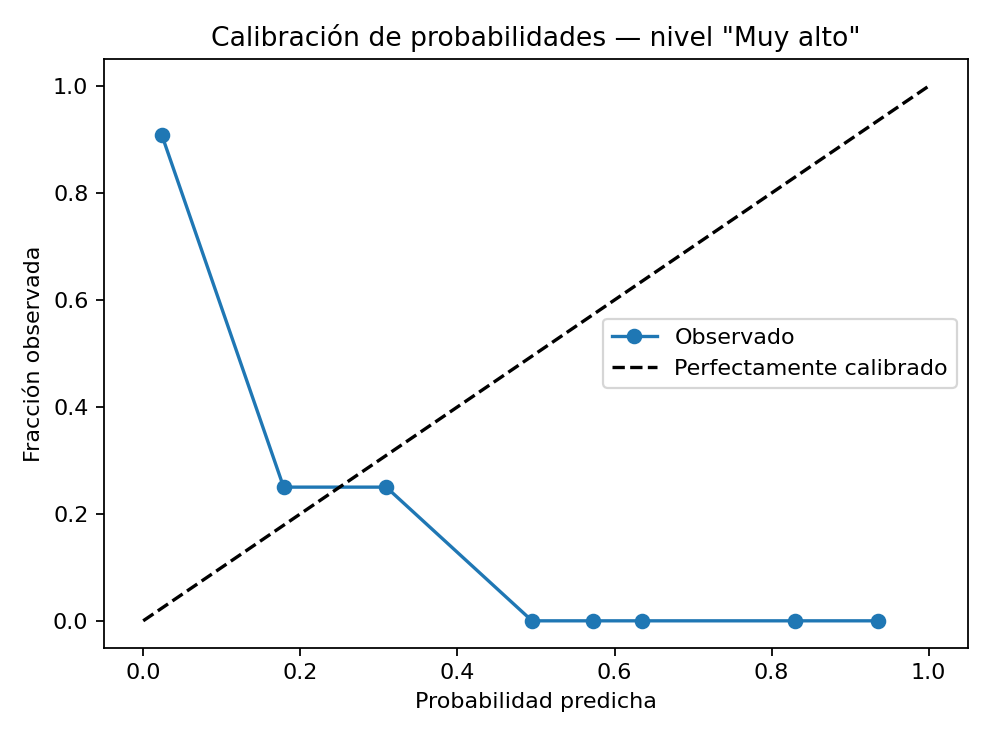 Calibración de probabilidades — nivel "Muy alto"
1.0
0.8
0.6
0.4
0.2
0.0
Fracción observada
Observado
Perfectamente calibrado
0.0 0.2 0.4 0.6 0.8 1.0
Probabilidad predicha